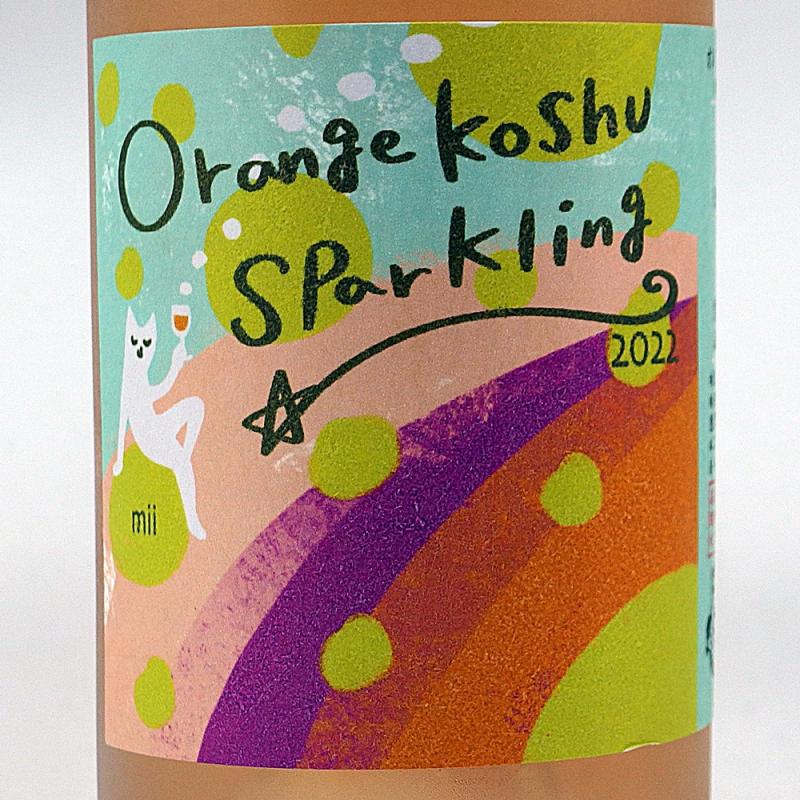 Orange koshu
Sparkling
2022
mii